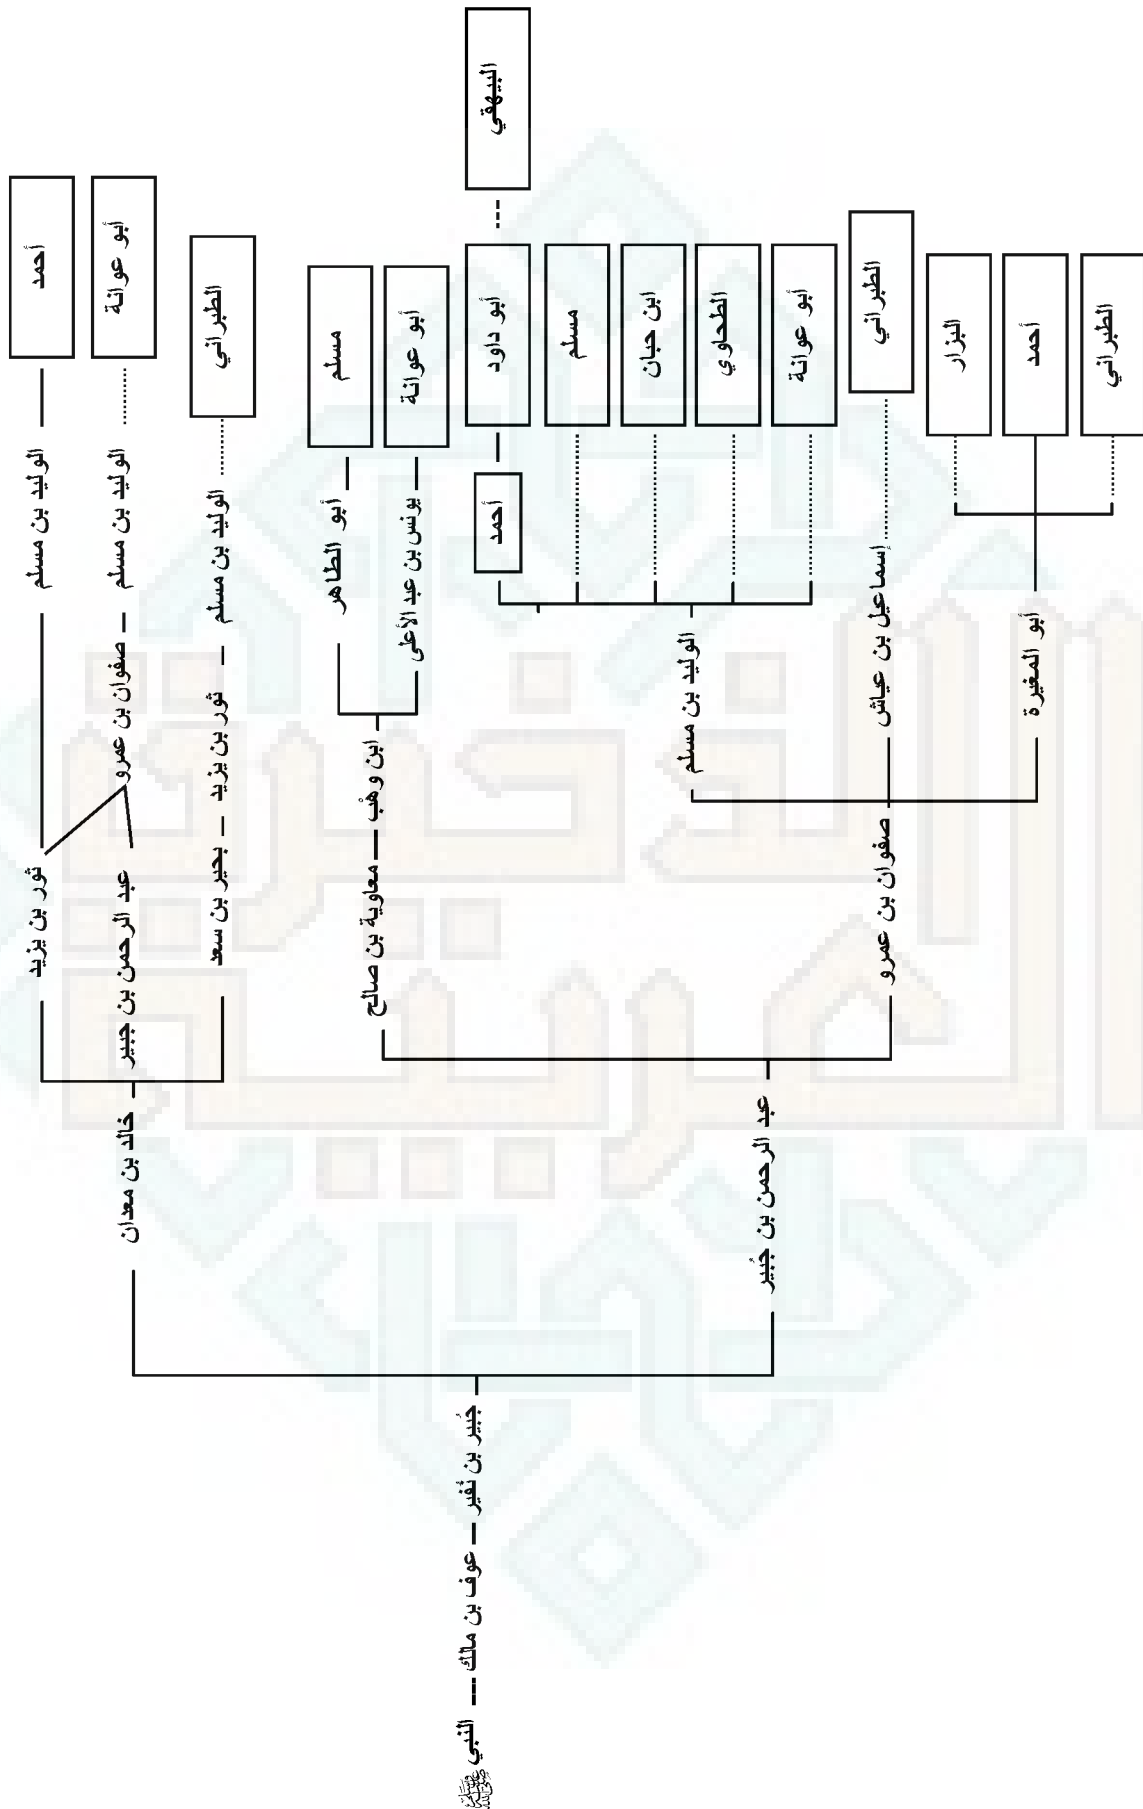 النبي ﷺ --- عوف بن مالك — جُبير بن نُفير
خالد بن معدان
ثور بن يزيد
الوليد بن مسلم
أحمد
عبد الرحمن بن جبير
صفوان بن عمرو
الوليد بن مسلم
أبو عوانة
بحير بن سعد — ثور بن يزيد — الوليد بن مسلم
الطبراني
عبد الرحمن بن جُبير
معاوية بن صالح — ابن وهب
أبو الطاهر
مسلم
يونس بن عبد الأعلى
أبو عوانة
صفوان بن عمرو
الوليد بن مسلم
أحمد
أبو داود
البيهقي
مسلم
ابن حبان
الطحاوي
أبو عوانة
إسماعيل بن عياش
الطبراني
أبو المغيرة
البزار
أحمد
الطبراني